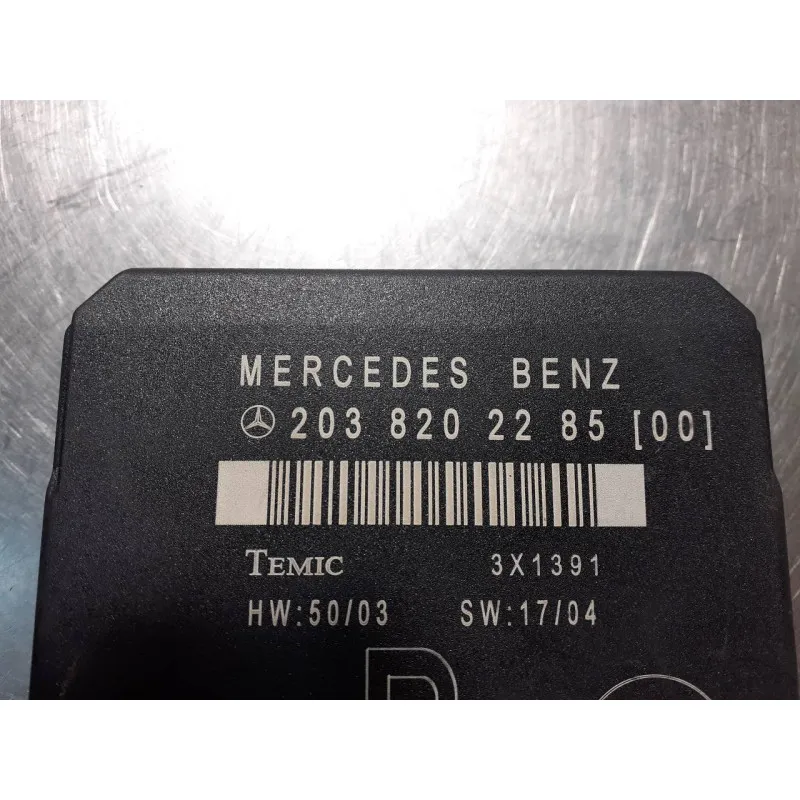 MERCEDES BENZ
203 820 22 85 [00]
TEMIC 3X1391
HW:50/03 SW:17/04